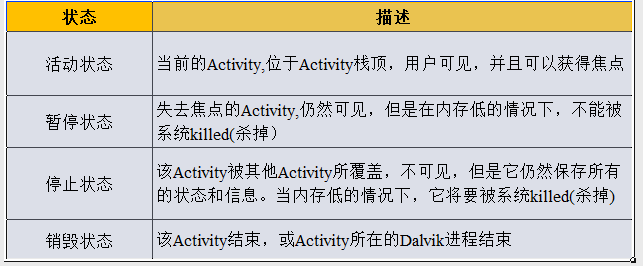 状态 描述
活动状态 当前的Activity,位于Activity栈顶，用户可见，并且可以获得焦点
暂停状态 失去焦点的Activity,仍然可见，但是在内存低的情况下，不能被
系统killed(杀掉）
停止状态 该Activity被其他Activity所覆盖，不可见，但是它仍然保存所有
的状态和信息。当内存低的情况下，它将要被系统killed(杀掉)
销毁状态 该Activity结束，或Activity所在的Dalvik进程结束